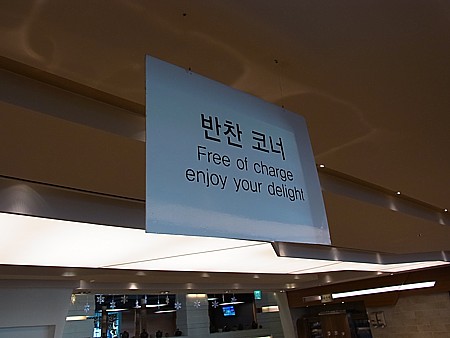 반찬 코너
Free of charge
enjoy your delight